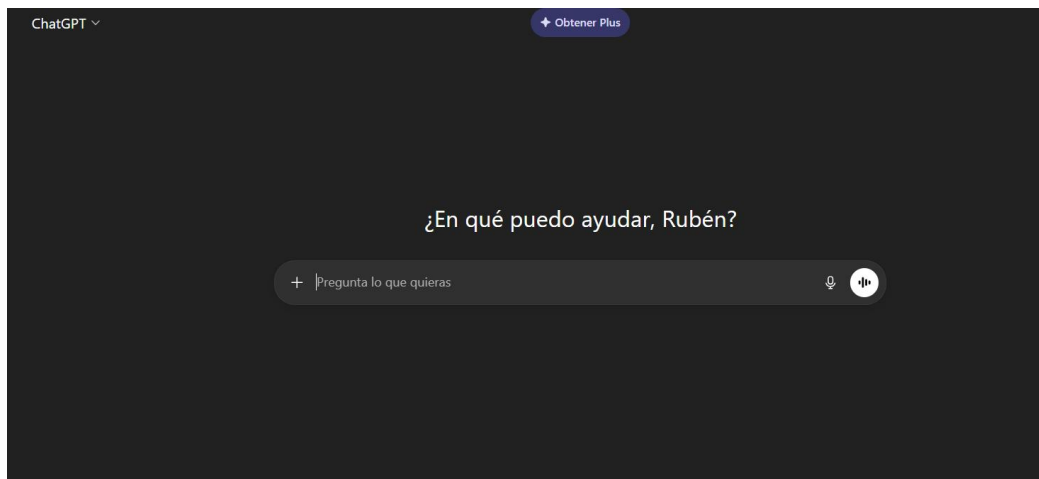 ChatGPT
Obtener Plus
¿En qué puedo ayudar, Rubén?
Pregunta lo que quieras